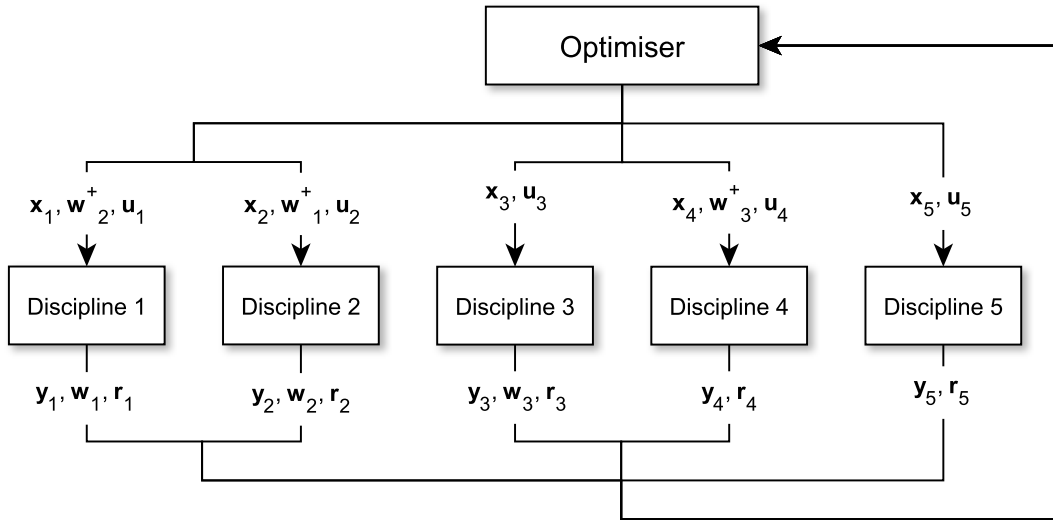 Optimiser
x₁, w⁺₂, u₁
x₂, w⁺₁, u₂
x₃, u₃
x₄, w⁺₃, u₄
x₅, u₅
Discipline 1
Discipline 2
Discipline 3
Discipline 4
Discipline 5
y₁, w₁, r₁
y₂, w₂, r₂
y₃, w₃, r₃
y₄, r₄
y₅, r₅